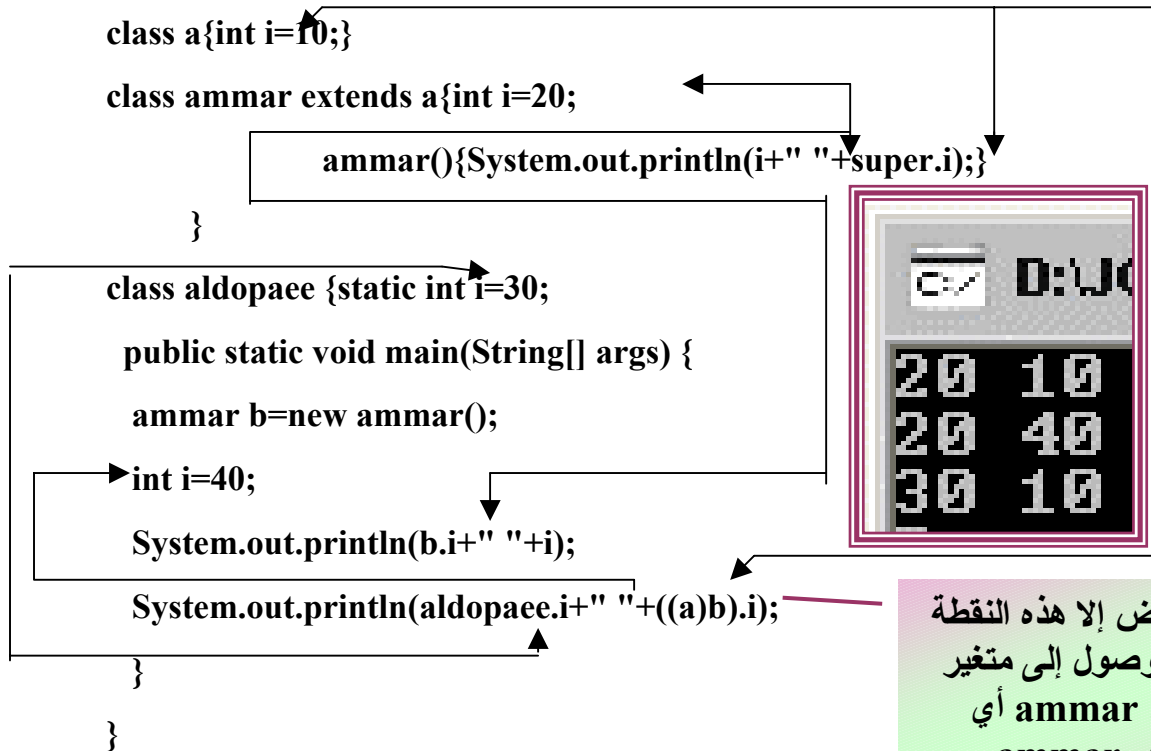 class a{int i=10;}
class ammar extends a{int i=20;
ammar(){System.out.println(i+" "+super.i);}
}
class aldopaee {static int i=30;
public static void main(String[] args) {
ammar b=new ammar();
int i=40;
System.out.println(b.i+" "+i);
System.out.println(aldopaee.i+" "+((a)b).i);
}
}
D:\
20 10
20 40
30 10
إلا هذه النقطة
إلى متغير
ammar أي